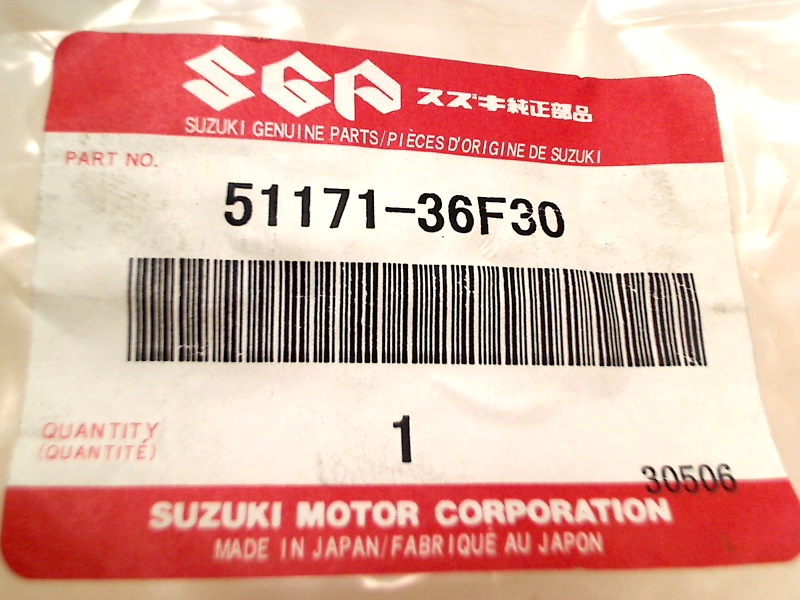 SGP スズキ純正部品
SUZUKI GENUINE PARTS/PIÈCES D'ORIGINE DE SUZUKI
PART NO.
51171-36F30
QUANTITY 1
(QUANTITÉ)
30506
SUZUKI MOTOR CORPORATION
MADE IN JAPAN/FABRIQUÉ AU JAPON